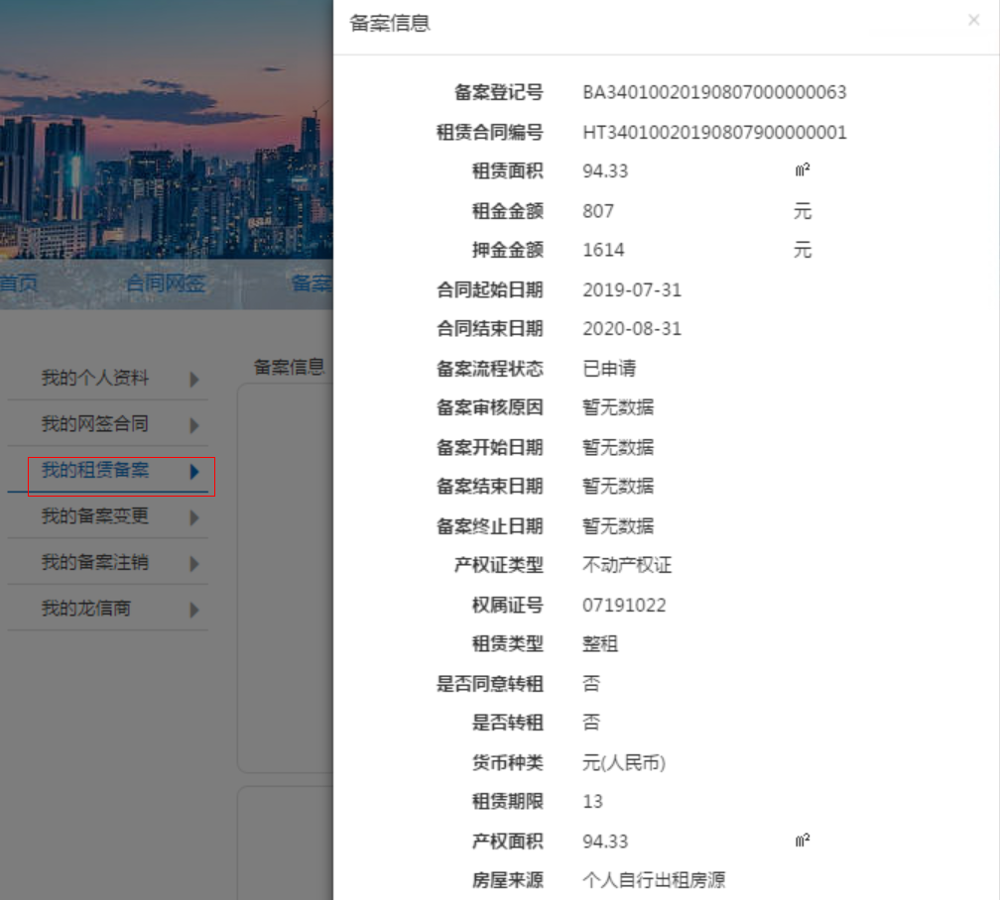 备案信息
×
首页 合同网签 备案
我的个人资料
我的网签合同
我的租赁备案
我的备案变更
我的备案注销
我的龙信商
备案信息
备案登记号 BA34010020190807000000063
租赁合同编号 HT34010020190807900000001
租赁面积 94.33 ㎡
租金金额 807 元
押金金额 1614 元
合同起始日期 2019-07-31
合同结束日期 2020-08-31
备案流程状态 已申请
备案审核原因 暂无数据
备案开始日期 暂无数据
备案结束日期 暂无数据
备案终止日期 暂无数据
产权证类型 不动产权证
权属证号 07191022
租赁类型 整租
是否同意转租 否
是否转租 否
货币种类 元(人民币)
租赁期限 13
产权面积 94.33 ㎡
房屋来源 个人自行出租房源